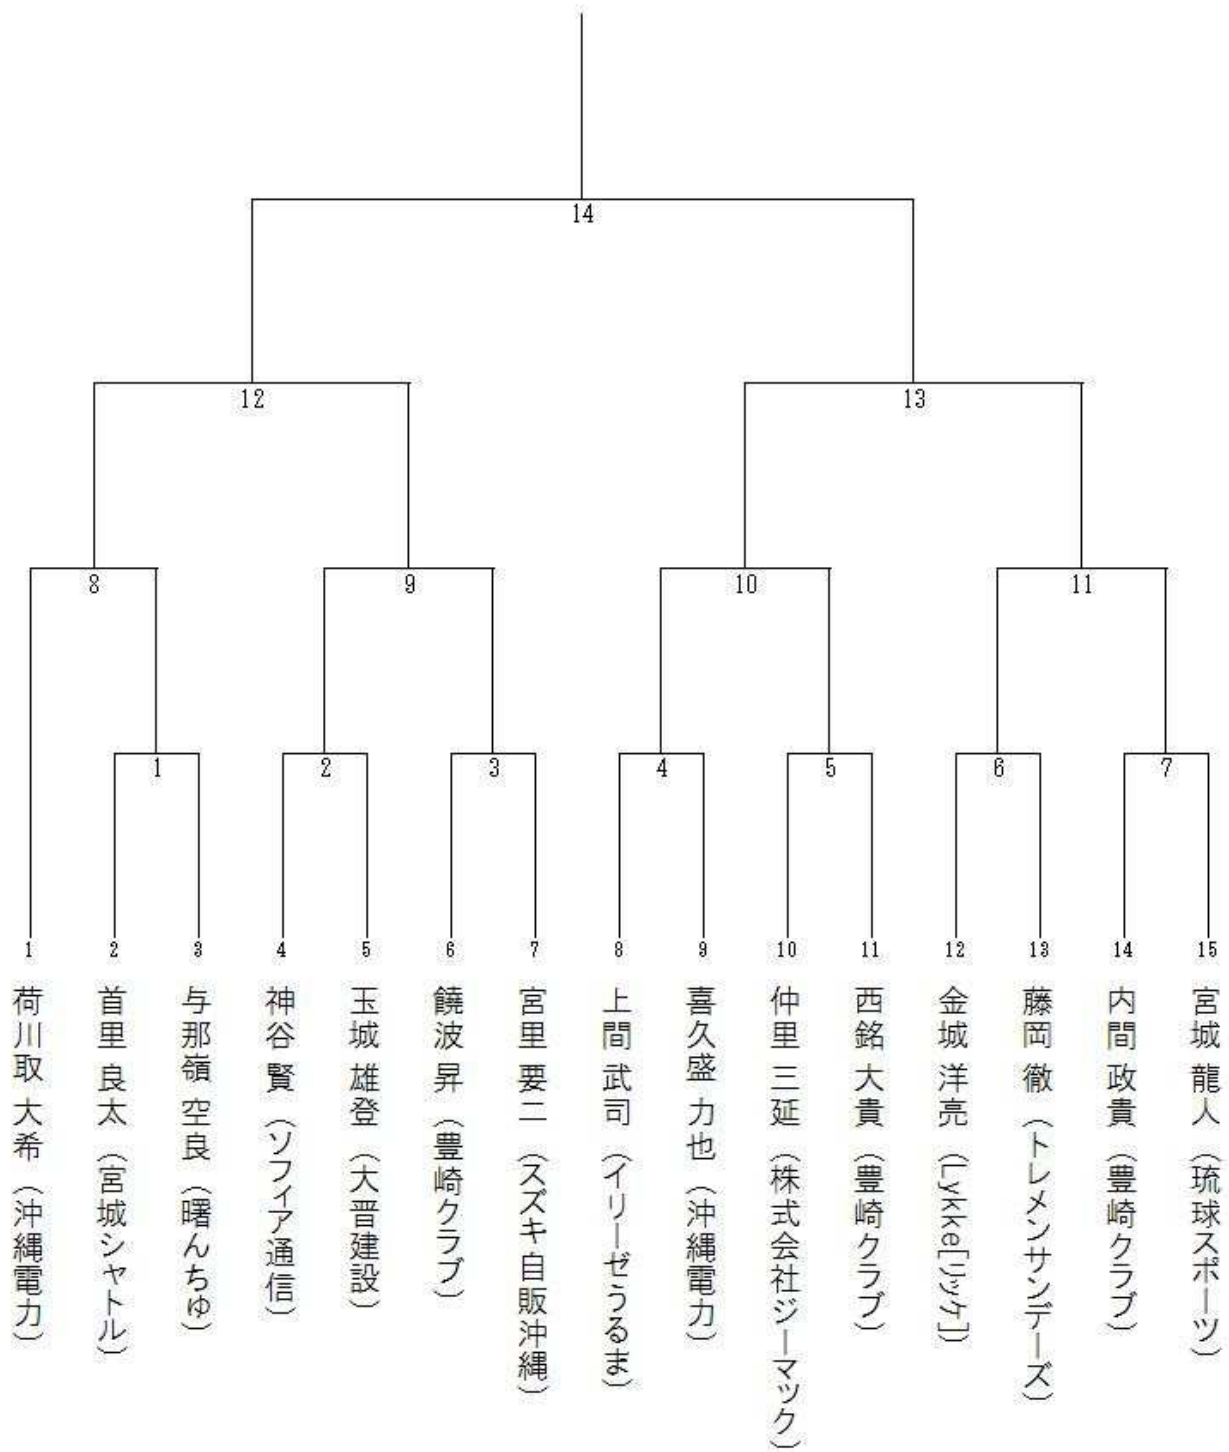 14
12
13
8
9
10
11
1
2
3
4
5
6
7
1
2
3
4
5
6
7
8
9
10
11
12
13
14
15
荷川取 大希（沖縄電力）
首里 良太（宮城シャトル）
与那嶺 空良（曙んちゅ）
神谷 賢（ソフィア通信）
玉城 雄登（大晋建設）
饒波 昇（豊崎クラブ）
宮里 要二（スズキ自販沖縄）
上間 武司（イリーゼうるま）
喜久盛 力也（沖縄電力）
仲里 三延（株式会社ジーマック）
西銘 大貴（豊崎クラブ）
金城 洋亮（Lykke[リッケ]）
藤岡 徹（トレメンサンデーズ）
内間 政貴（豊崎クラブ）
宮城 龍人（琉球スポーツ）